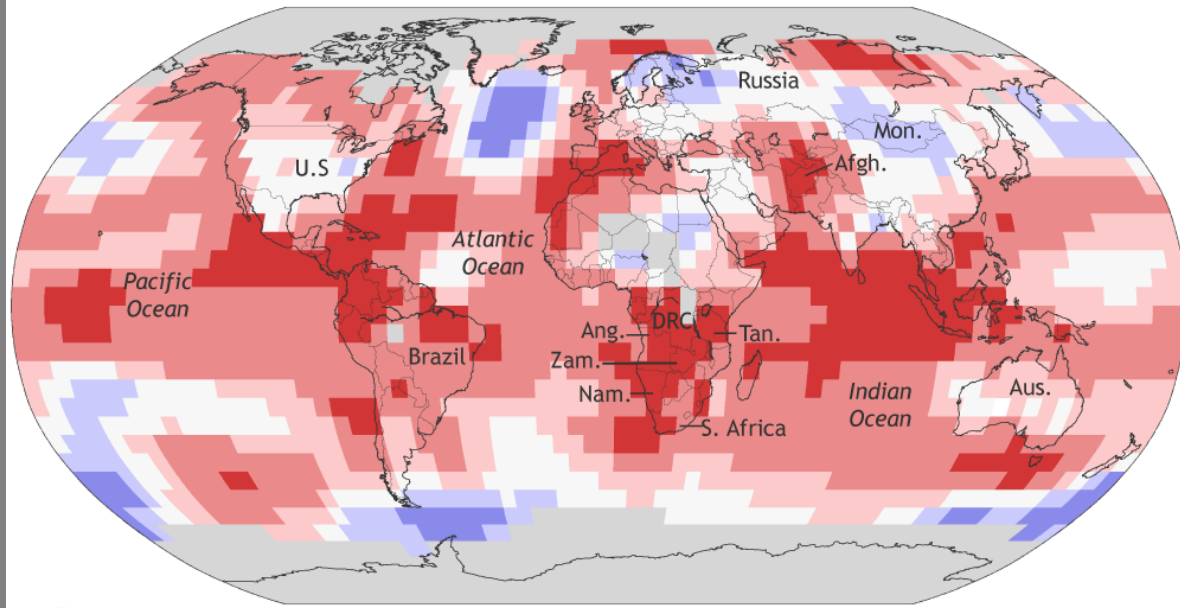 Russia
Mon.
U.S
Afgh.
Atlantic
Ocean
Pacific
Ocean
DRC
Ang.
Tan.
Brazil
Zam.
Nam.
Indian
Ocean
Aus.
S. Africa